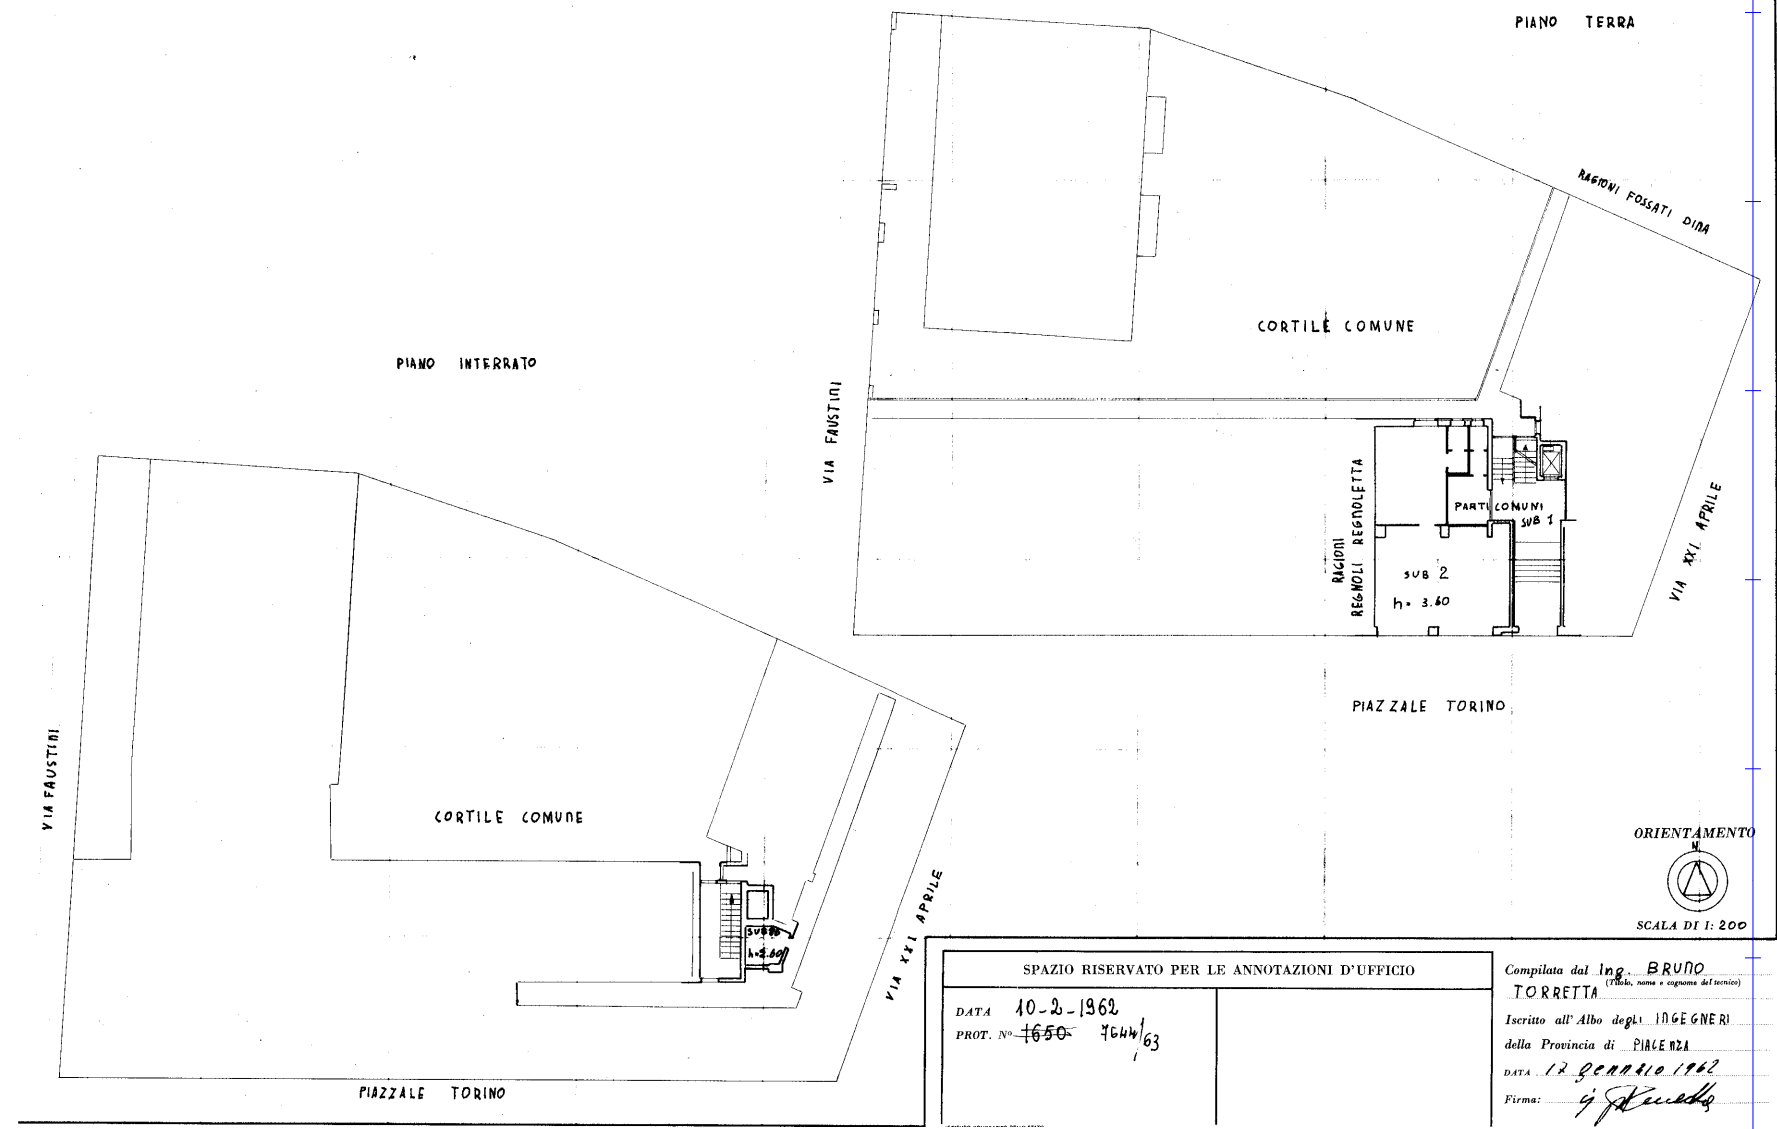 PIANO TERRA
RAGIONI FOSSATI DINA
CORTILE COMUNE
VIA FAUSTINI
RAGIONI
REGNOLI REGNOLETTA
PARTI COMUNI
SUB 1
SUB 2
h= 3.60
VIA XXI APRILE
PIAZZALE TORINO
PIANO INTERRATO
VIA FAUSTINI
CORTILE COMUNE
h=2.60
VIA XXI APRILE
PIAZZALE TORINO
ORIENTAMENTO
N
SCALA DI 1: 200
SPAZIO RISERVATO PER LE ANNOTAZIONI D'UFFICIO
DATA 10-2-1962
PROT. N° 1650 7644/63
Compilata dal Ing. BRUNO
(Titolo, nome e cognome del tecnico)
TORRETTA
Iscritto all'Albo degli INGEGNERI
della Provincia di PIACENZA
DATA 12 gennaio 1962
Firma: